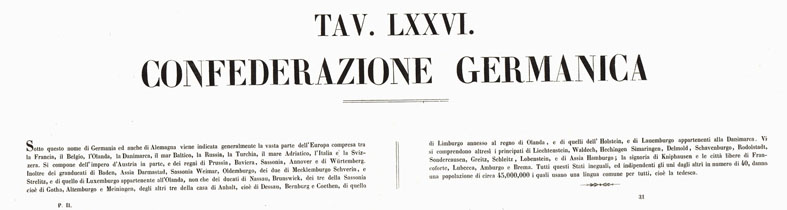 TAV. LXXVI.
CONFEDERAZIONE GERMANICA
Sotto questo nome di Germania ed anche di Alemagna viene indicata generalmente la vasta parte dell'Europa compresa tra
la Francia, il Belgio, l'Olanda, la Danimarca, il mar Baltico, la Russia, la Turchia, il mare Adriatico, l'Italia e la Sviz-
zera. Si compone dell'impero d'Austria in parte, e dei regni di Prussia, Baviera, Sassonia, Annover e di Würtemberg.
Inoltre dei granducati di Baden, Assia Darmstad, Sassonia Weimar, Oldemburgo, dei due di Mecklemburgo Schverin, e
Strelitz, e di quello di Luxemburgo appartenente all'Olanda, non che dei ducati di Nassau, Brunswick, dei tre della Sassonia
cioè di Gotha, Altemburgo e Meiningen, degli altri tre della casa di Anhalt, cioè di Dessau, Bernburg e Coethen, di quello
P. II.
di Limburgo annesso al regno di Olanda, e di quelli dell'Holstein, e di Lauemburgo appartenenti alla Danimarca. Vi
si comprendono altresì i principati di Liechtenstein, Waldech, Hechingen Simaringen, Delmold, Schavenburgo, Rodolstadt,
Sondercausen, Greitz, Schleitz, Lobenstein, e di Assia Hamburgo; la signoria di Kniphausen e le città libere di Fran-
coforte, Lubecca, Amburgo e Brema. Tutti questi Stati ineguali, ed indipendenti gli uni dagli altri in numero di 40, danno
una popolazione di circa 45,000,000 i quali usano una lingua comune per tutti, cioè la tedesca.
21